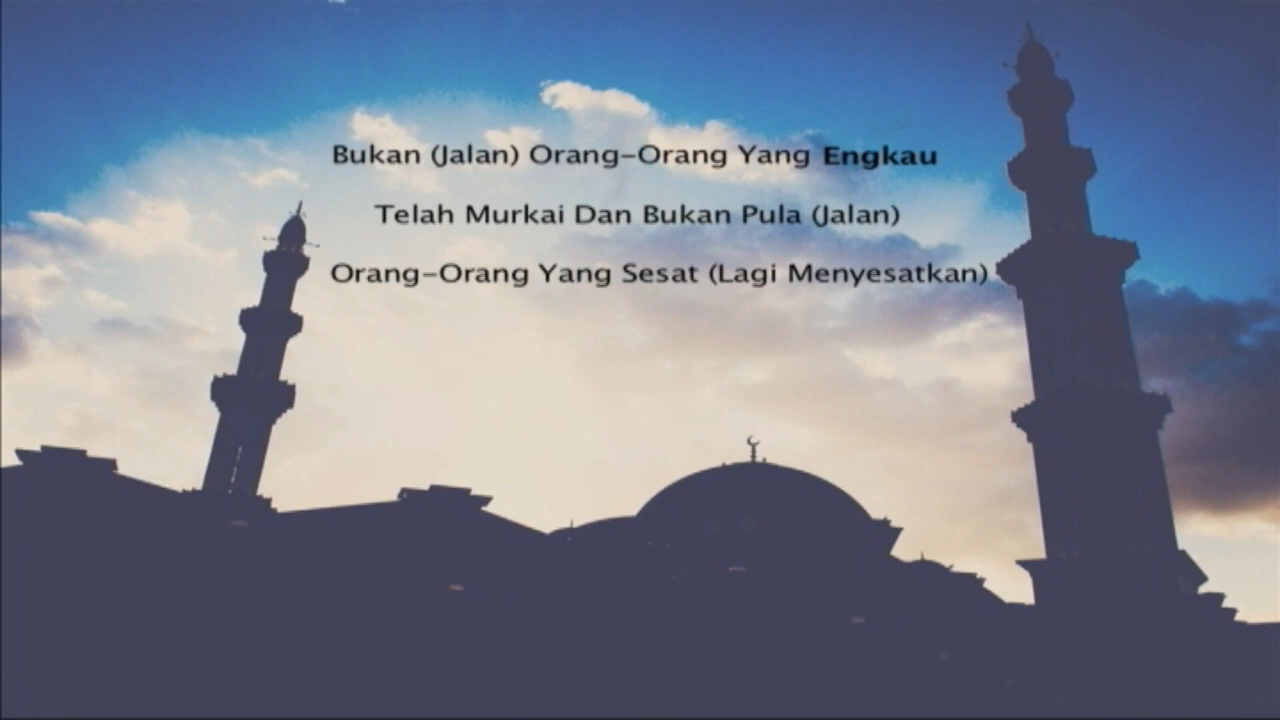 Bukan (Jalan) Orang-Orang Yang Engkau
Telah Murkai Dan Bukan Pula (Jalan)
Orang-Orang Yang Sesat (Lagi Menyesatkan)